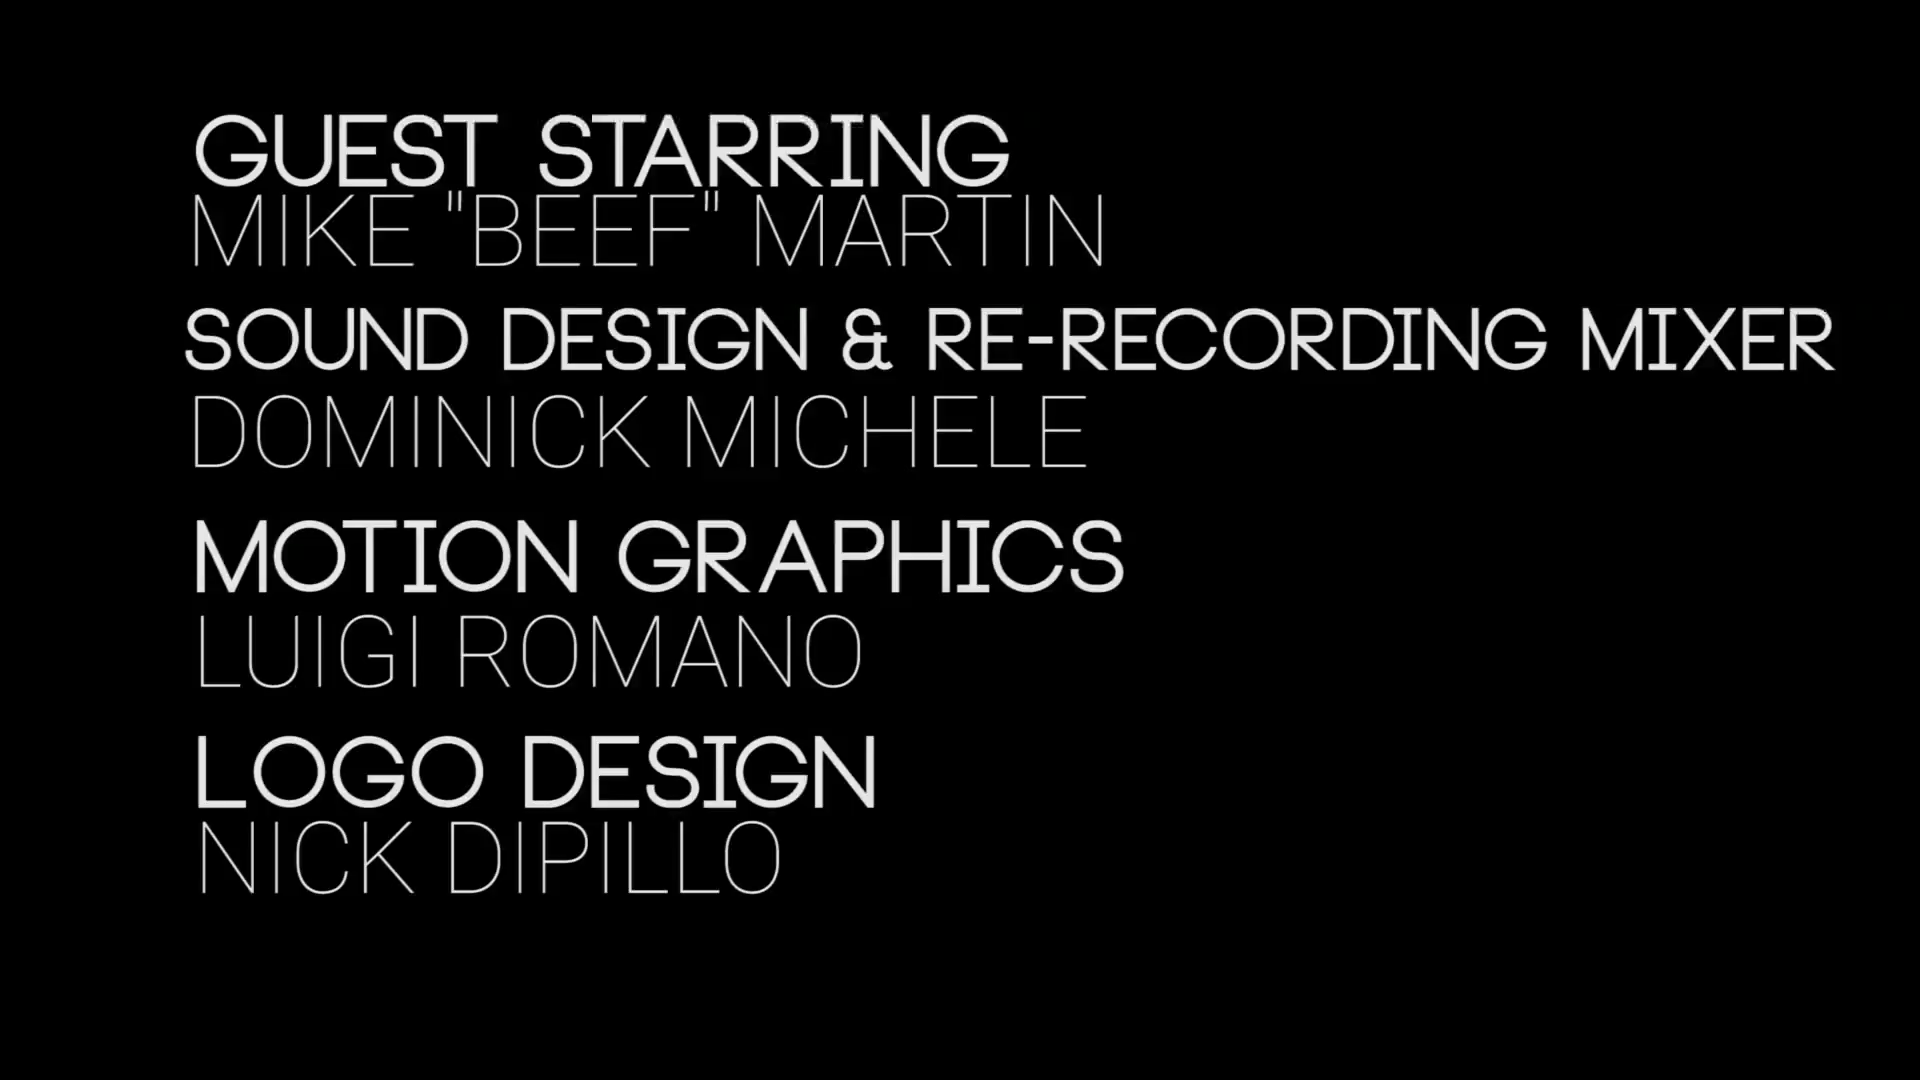 GUEST STARRING
MIKE "BEEF" MARTIN
SOUND DESIGN & RE-RECORDING MIXER
DOMINICK MICHELE
MOTION GRAPHICS
LUIGI ROMANO
LOGO DESIGN
NICK DIPILLO